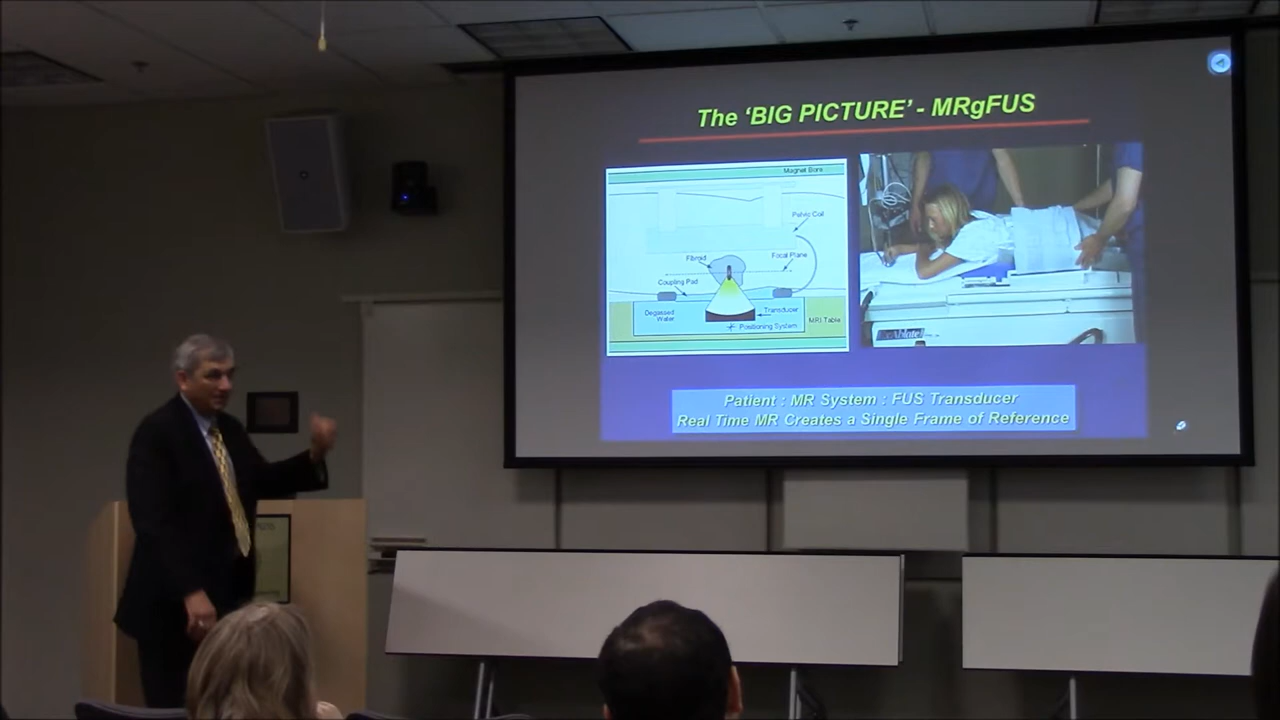 The 'BIG PICTURE' - MRgFUS
Magnet Bore
Pelvic Coil
Fibroid
Focal Plane
Coupling Pad
Degassed
Water
Transducer
Positioning System
MRI Table
Patient : MR System : FUS Transducer
Real Time MR Creates a Single Frame of Reference